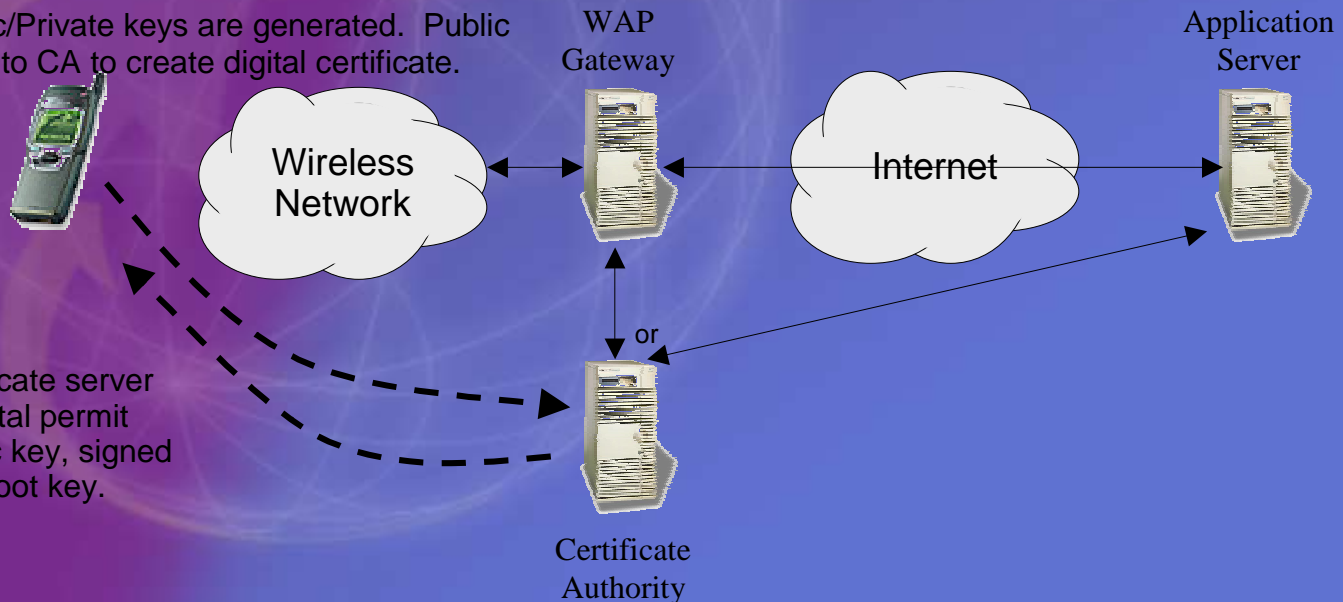 c/Private keys are generated. Public
to CA to create digital certificate.
WAP
Gateway
Application
Server
Wireless
Network
Internet
or
cate server
tal permit
c key, signed
oot key.
Certificate
Authority